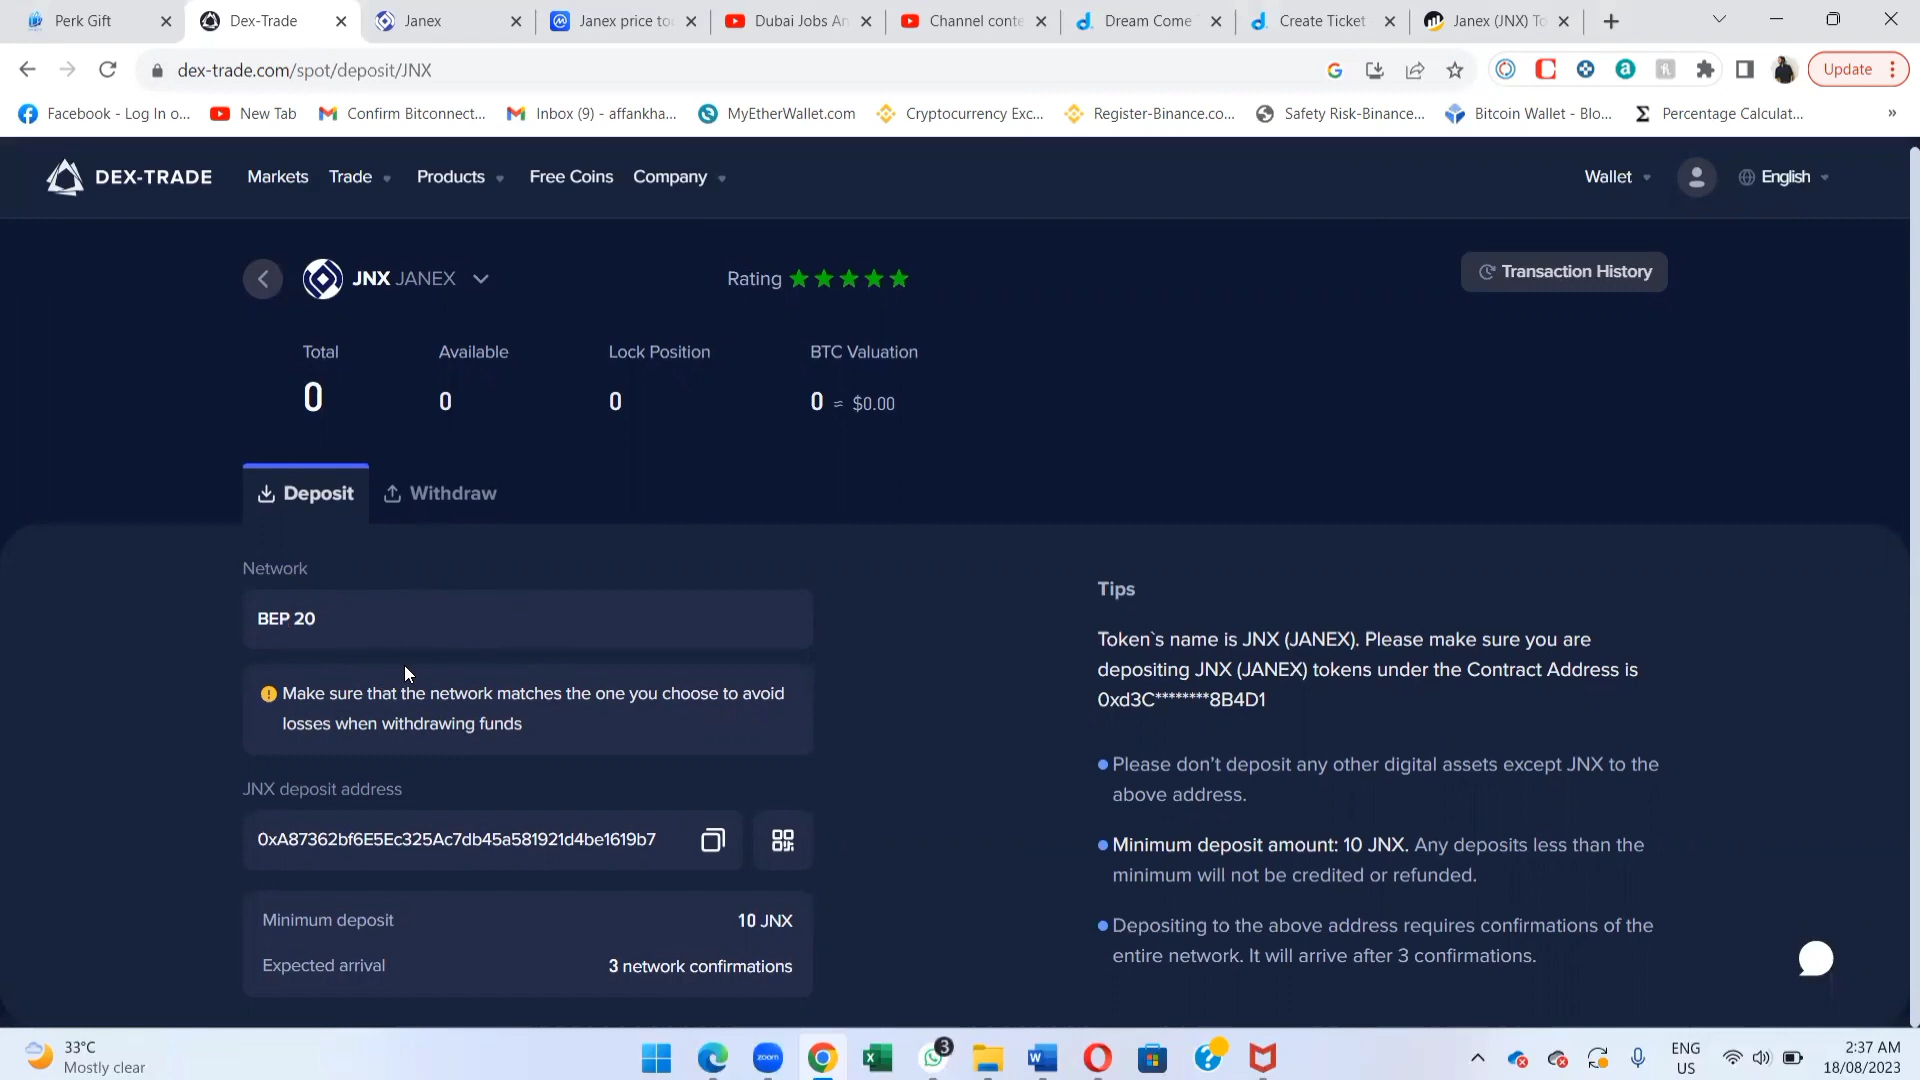 Perk Gift
Dex-Trade
Janex
Janex price to
Dubai Jobs An
Channel conte
Dream Come
Create Ticket
Janex (JNX) To
dex-trade.com/spot/deposit/JNX
Update
Facebook - Log In o...
New Tab
Confirm Bitconnect...
Inbox (9) - affankha...
MyEtherWallet.com
Cryptocurrency Exc...
Register-Binance.co...
Safety Risk-Binance...
Bitcoin Wallet - Blo...
Percentage Calculat...
»
DEX-TRADE
Markets
Trade
Products
Free Coins
Company
Wallet
English
JNX JANEX
Rating
Transaction History
Total
Available
Lock Position
BTC Valuation
0
0
0
0 ≈ $0.00
Deposit
Withdraw
Network
BEP 20
Make sure that the network matches the one you choose to avoid
losses when withdrawing funds
JNX deposit address
0xA87362bf6E5Ec325Ac7db45a581921d4be1619b7
Minimum deposit
10 JNX
Expected arrival
3 network confirmations
Tips
Token`s name is JNX (JANEX). Please make sure you are
depositing JNX (JANEX) tokens under the Contract Address is
0xd3C********8B4D1
Please don't deposit any other digital assets except JNX to the
above address.
Minimum deposit amount: 10 JNX. Any deposits less than the
minimum will not be credited or refunded.
Depositing to the above address requires confirmations of the
entire network. It will arrive after 3 confirmations.
33°C
Mostly clear
zoom
3
ENG
US
2:37 AM
18/08/2023